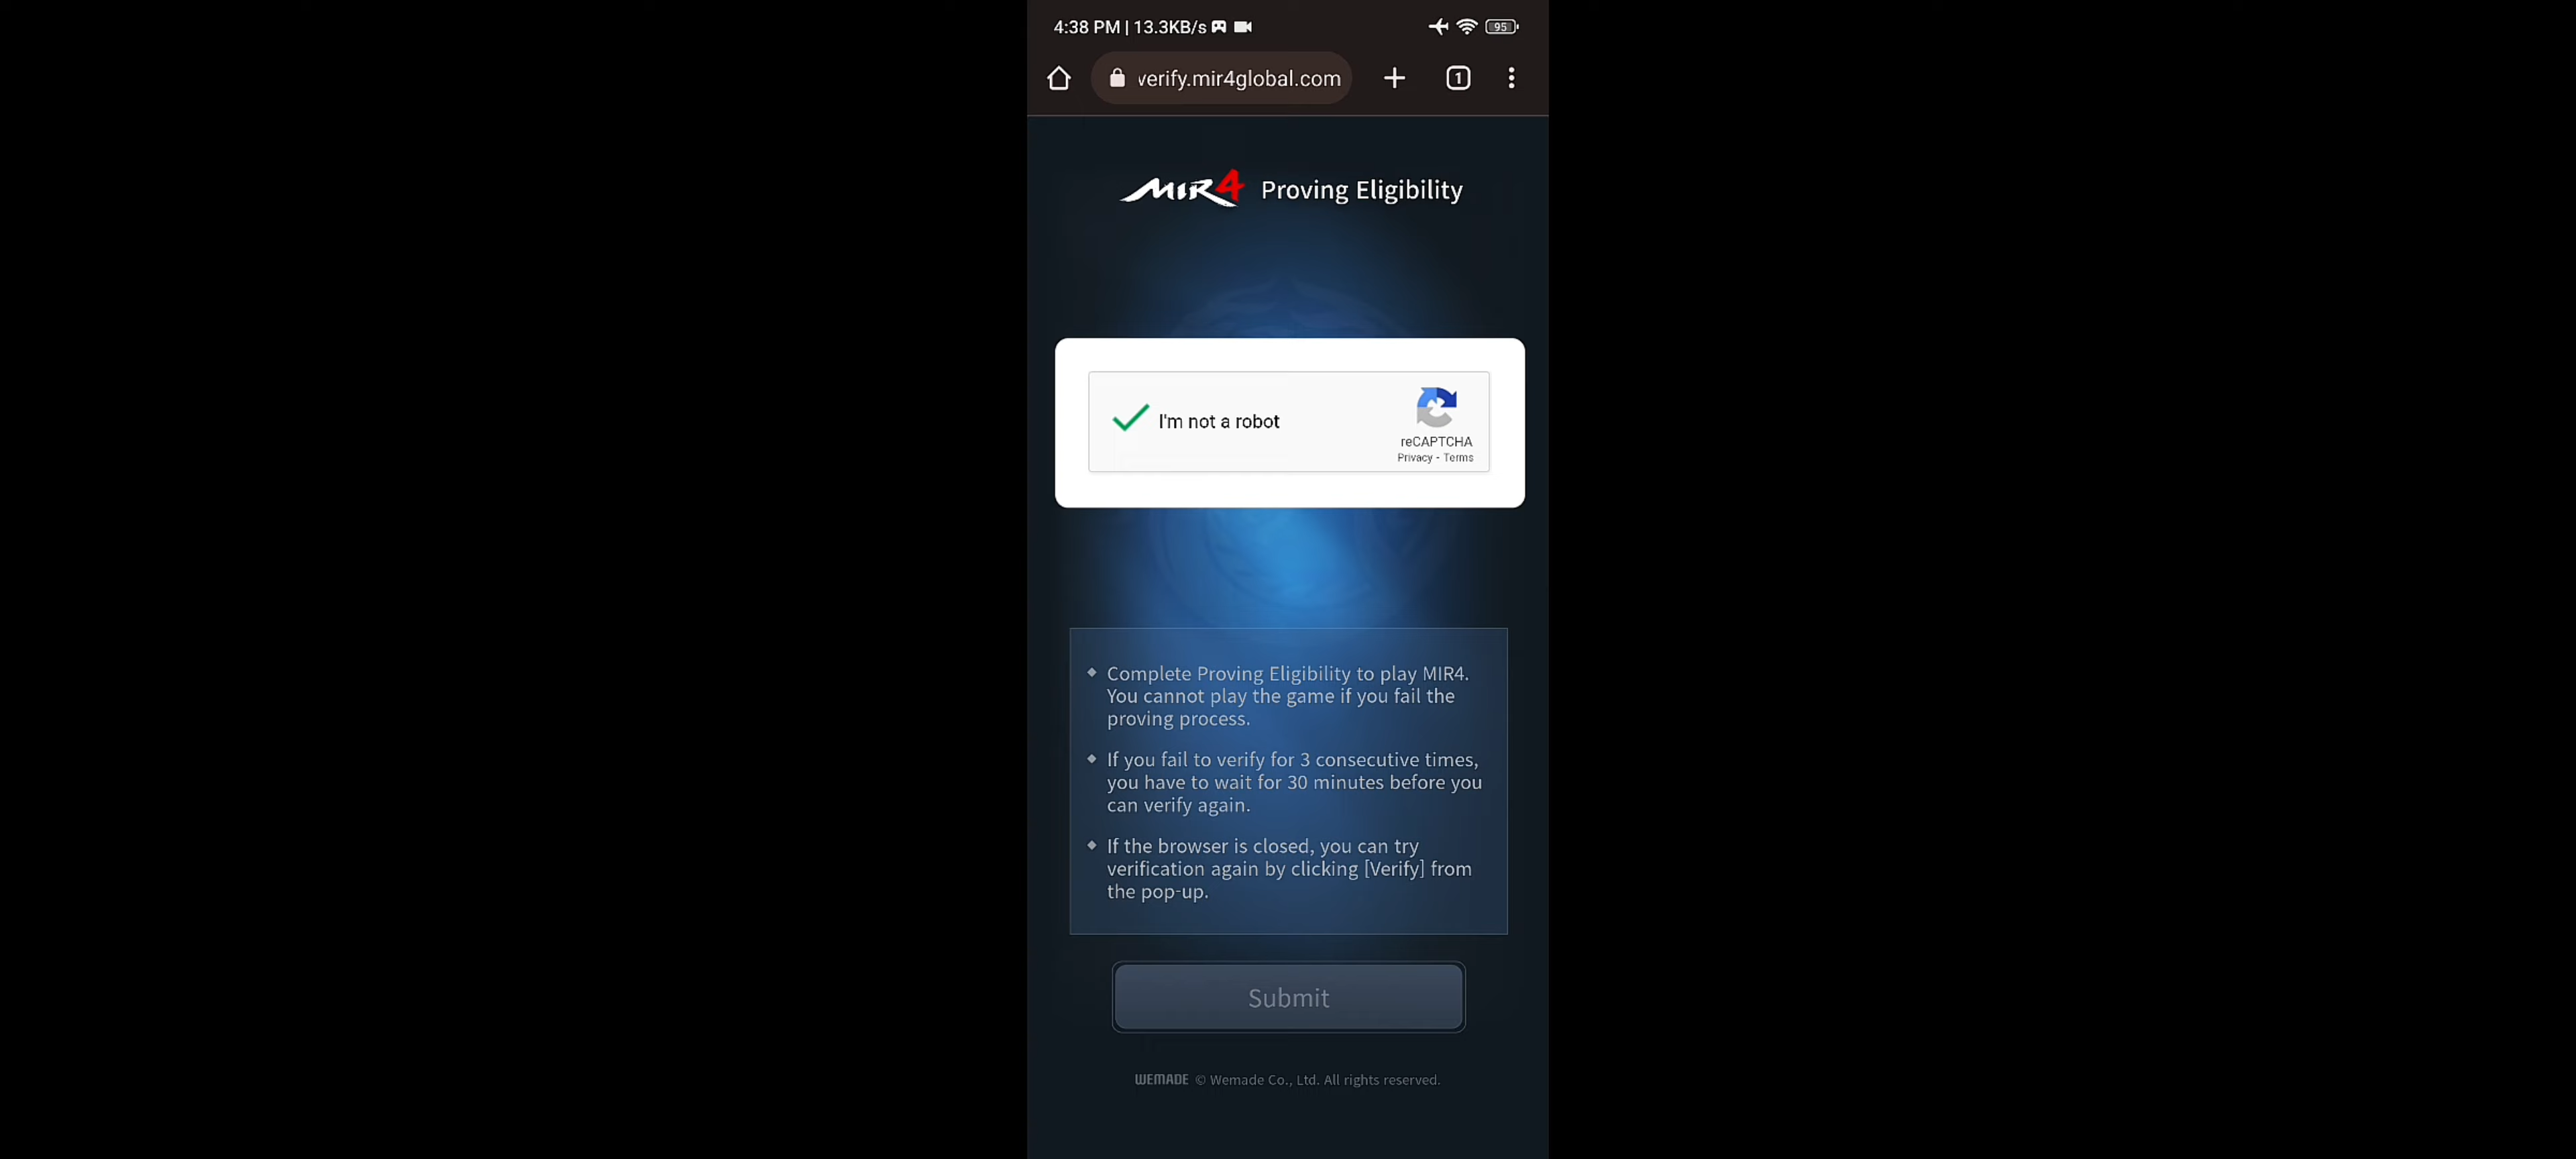 4:38 PM | 13.3KB/s 95
verify.mir4global.com 1
MIR4 Proving Eligibility
I'm not a robot
reCAPTCHA
Privacy - Terms
Complete Proving Eligibility to play MIR4.
You cannot play the game if you fail the
proving process.
If you fail to verify for 3 consecutive times,
you have to wait for 30 minutes before you
can verify again.
If the browser is closed, you can try
verification again by clicking [Verify] from
the pop-up.
Submit
WEMADE © Wemade Co., Ltd. All rights reserved.